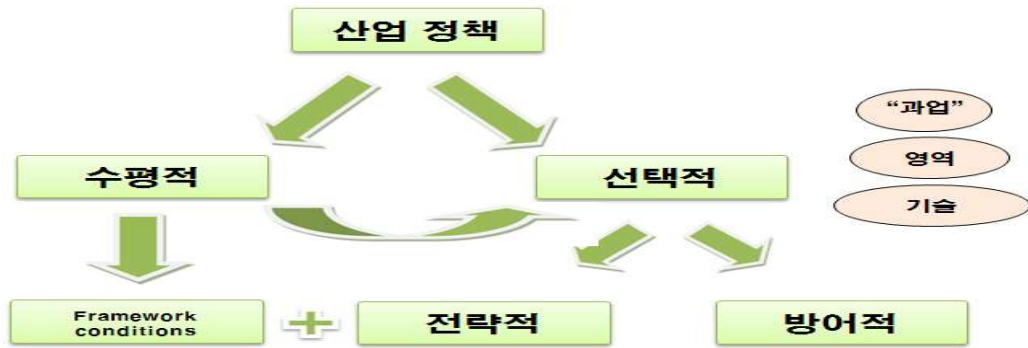 산업 정책
수평적
선택적
“과업”
영역
기술
Framework
conditions
전략적
방어적